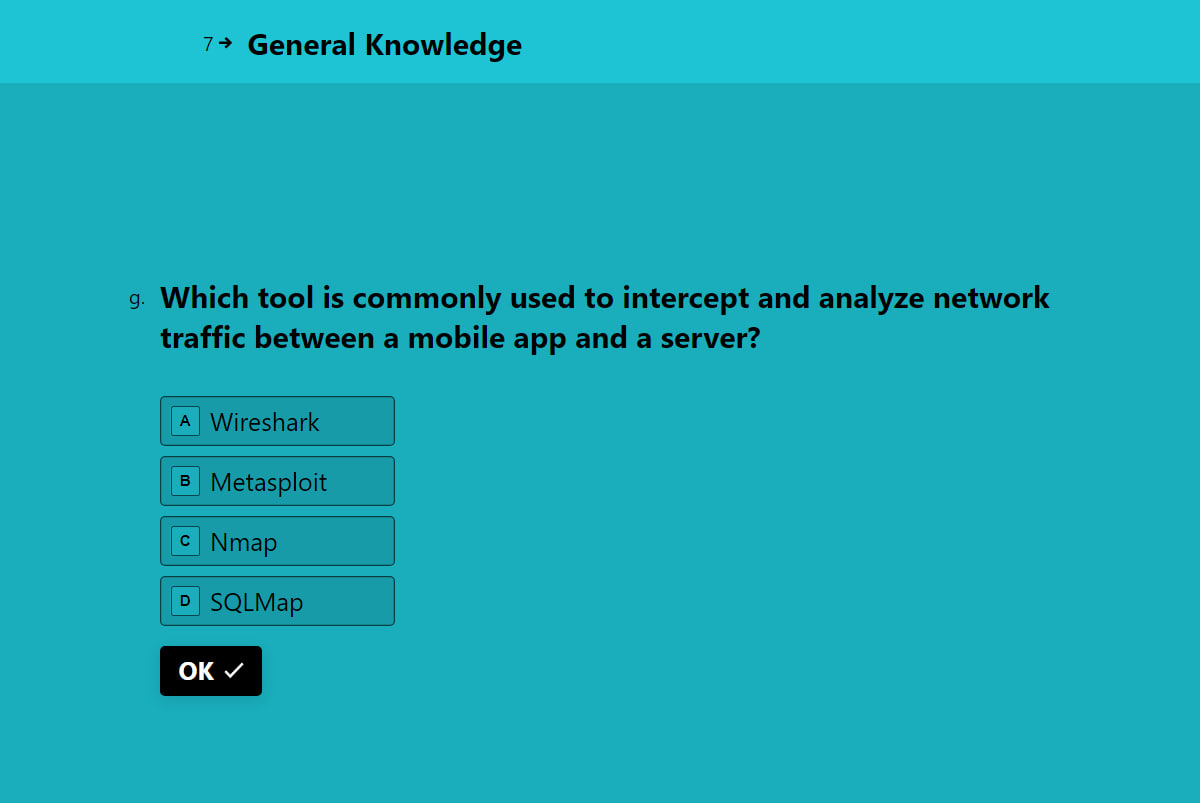 7→ General Knowledge
g. Which tool is commonly used to intercept and analyze network
traffic between a mobile app and a server?
A Wireshark
B Metasploit
C Nmap
D SQLMap
OK ✓